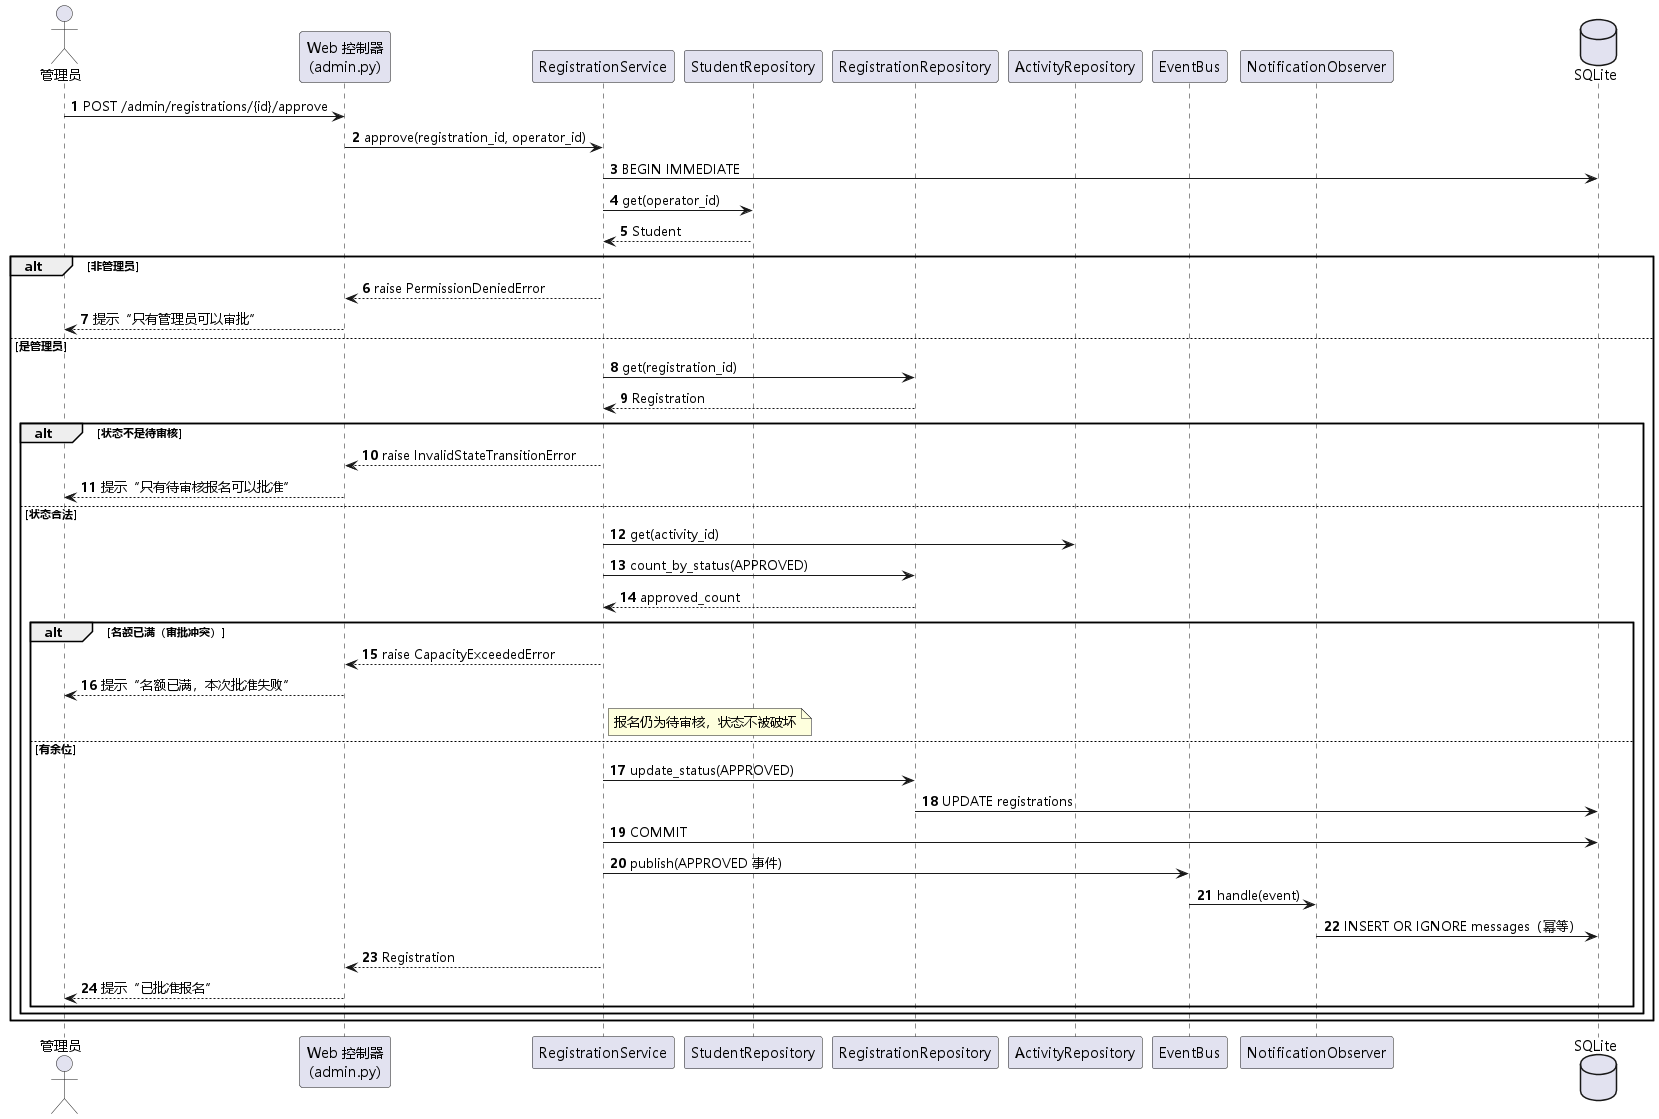 管理员
Web 控制器
(admin.py)
RegistrationService
StudentRepository
RegistrationRepository
ActivityRepository
EventBus
NotificationObserver
SQLite
1 POST /admin/registrations/{id}/approve
2 approve(registration_id, operator_id)
3 BEGIN IMMEDIATE
4 get(operator_id)
5 Student
alt [非管理员]
6 raise PermissionDeniedError
7 提示“只有管理员可以审批”
[是管理员]
8 get(registration_id)
9 Registration
alt [状态不是待审核]
10 raise InvalidStateTransitionError
11 提示“只有待审核报名可以批准”
[状态合法]
12 get(activity_id)
13 count_by_status(APPROVED)
14 approved_count
alt [名额已满（审批冲突）]
15 raise CapacityExceededError
16 提示“名额已满，本次批准失败”
报名仍为待审核，状态不被破坏
[有余位]
17 update_status(APPROVED)
18 UPDATE registrations
19 COMMIT
20 publish(APPROVED 事件)
21 handle(event)
22 INSERT OR IGNORE messages（幂等）
23 Registration
24 提示“已批准报名”
管理员
Web 控制器
(admin.py)
RegistrationService
StudentRepository
RegistrationRepository
ActivityRepository
EventBus
NotificationObserver
SQLite